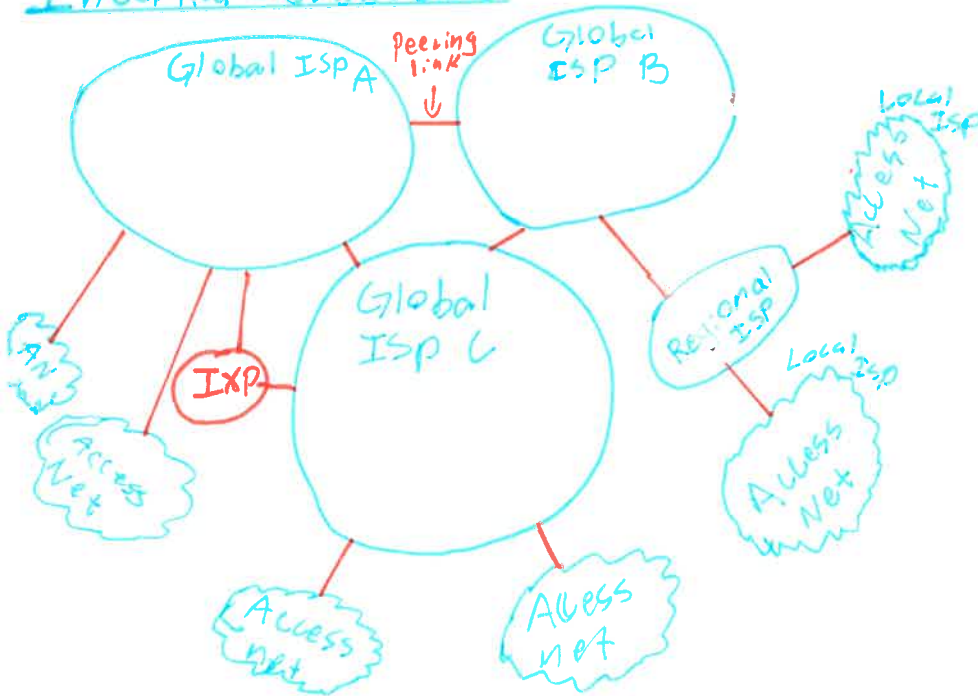 Global ISP A
Peering
link
Global
ISP B
Local
ISP
Access
Net
Global
ISP C
Regional
ISP
IXP
Local
ISP
Access
Net
Access
Net
Access
net
Access
net